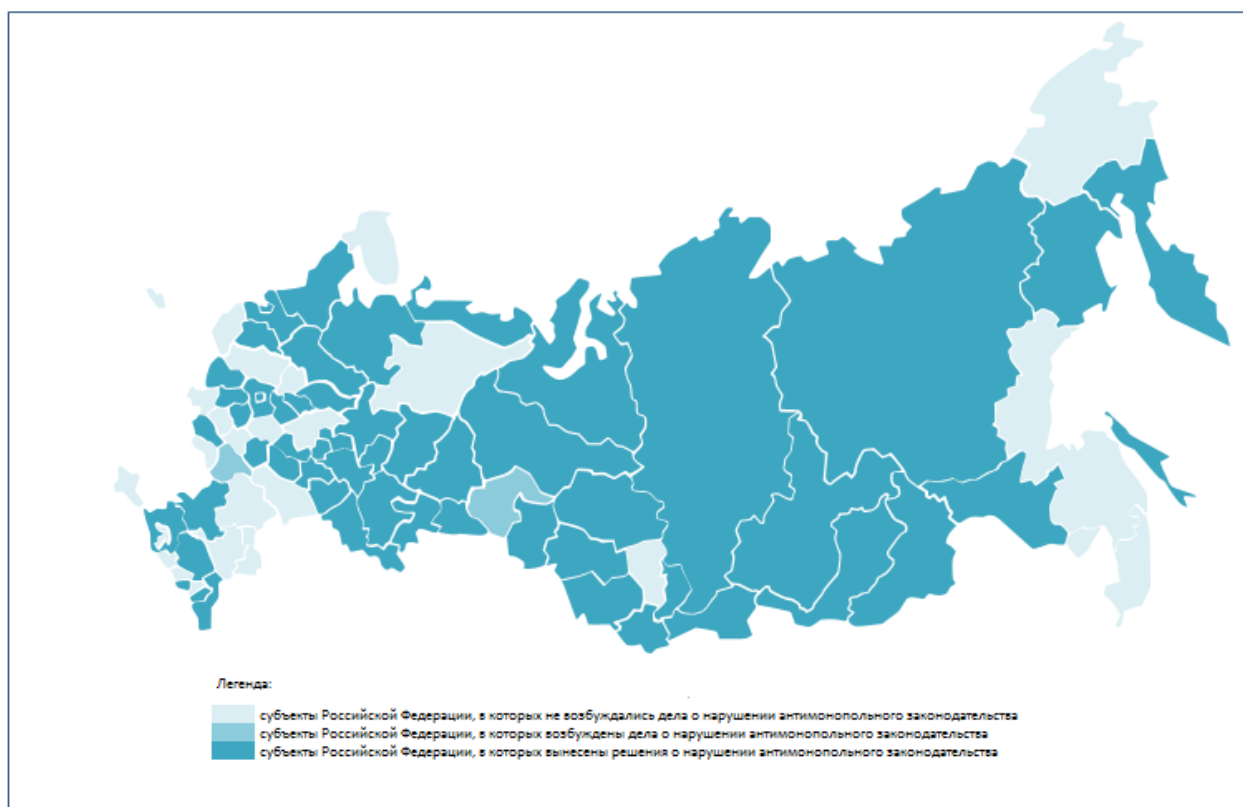 Легенда:
субъекты Российской Федерации, в которых не возбуждались дела о нарушении антимонопольного законодательства
субъекты Российской Федерации, в которых возбуждены дела о нарушении антимонопольного законодательства
субъекты Российской Федерации, в которых вынесены решения о нарушении антимонопольного законодательства